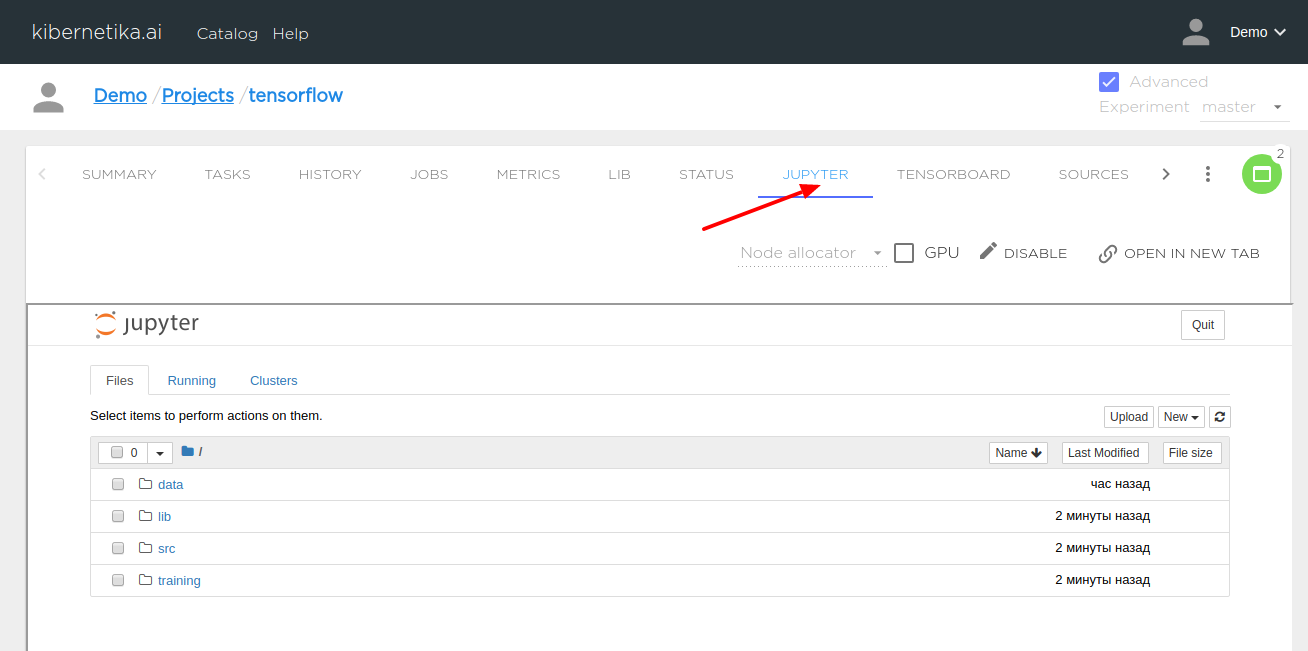 kibernetika.ai Catalog Help Demo
Demo / Projects / tensorflow
Advanced
Experiment master
SUMMARY TASKS HISTORY JOBS METRICS LIB STATUS JUPYTER TENSORBOARD SOURCES 2
Node allocator GPU DISABLE OPEN IN NEW TAB
jupyter Quit
Files Running Clusters
Select items to perform actions on them. Upload New
0 / Name Last Modified File size
data час назад
lib 2 минуты назад
src 2 минуты назад
training 2 минуты назад